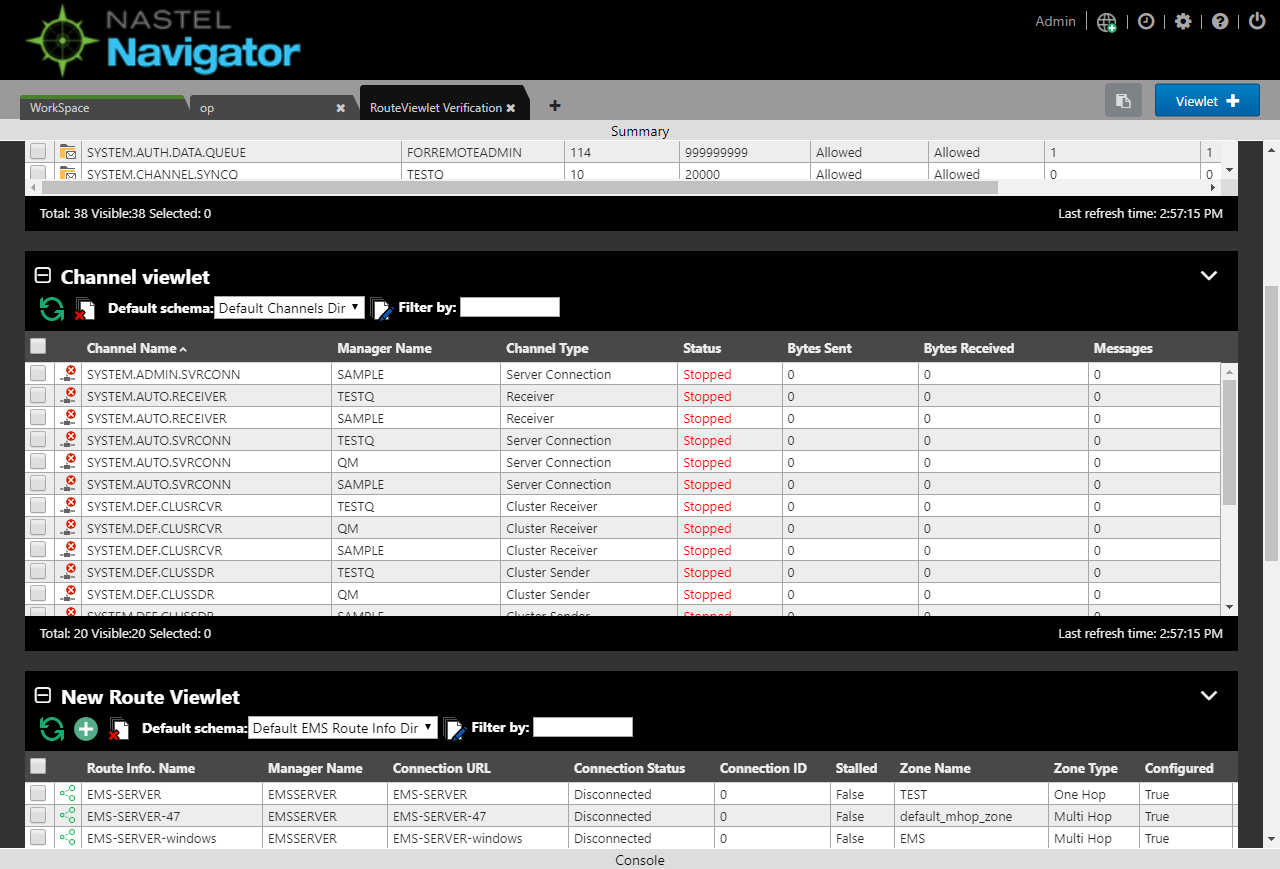 NASTEL
Navigator
Admin
WorkSpace op RouteViewlet Verification Viewlet
Summary
SYSTEM.AUTH.DATA.QUEUE FORREMOTEADMIN 114 999999999 Allowed Allowed 1 1
SYSTEM.CHANNEL.SYNCQ TESTQ 10 20000 Allowed Allowed 0 0
Total: 38 Visible:38 Selected: 0 Last refresh time: 2:57:15 PM
Channel viewlet
Default schema: Default Channels Dir Filter by:
Channel Name Manager Name Channel Type Status Bytes Sent Bytes Received Messages
SYSTEM.ADMIN.SVRCONN SAMPLE Server Connection Stopped 0 0 0
SYSTEM.AUTO.RECEIVER TESTQ Receiver Stopped 0 0 0
SYSTEM.AUTO.RECEIVER SAMPLE Receiver Stopped 0 0 0
SYSTEM.AUTO.SVRCONN TESTQ Server Connection Stopped 0 0 0
SYSTEM.AUTO.SVRCONN QM Server Connection Stopped 0 0 0
SYSTEM.AUTO.SVRCONN SAMPLE Server Connection Stopped 0 0 0
SYSTEM.DEF.CLUSRCVR TESTQ Cluster Receiver Stopped 0 0 0
SYSTEM.DEF.CLUSRCVR QM Cluster Receiver Stopped 0 0 0
SYSTEM.DEF.CLUSRCVR SAMPLE Cluster Receiver Stopped 0 0 0
SYSTEM.DEF.CLUSSDR TESTQ Cluster Sender Stopped 0 0 0
SYSTEM.DEF.CLUSSDR QM Cluster Sender Stopped 0 0 0
SYSTEM.DEF.CLUSSDR SAMPLE Cluster Sender Stopped 0 0 0
Total: 20 Visible:20 Selected: 0 Last refresh time: 2:57:15 PM
New Route Viewlet
Default schema: Default EMS Route Info Dir Filter by:
Route Info. Name Manager Name Connection URL Connection Status Connection ID Stalled Zone Name Zone Type Configured
EMS-SERVER EMSSERVER EMS-SERVER Disconnected 0 False TEST One Hop True
EMS-SERVER-47 EMSSERVER EMS-SERVER-47 Disconnected 0 False default_mhop_zone Multi Hop True
EMS-SERVER-windows EMSSERVER EMS-SERVER-windows Disconnected 0 False EMS Multi Hop True
Console